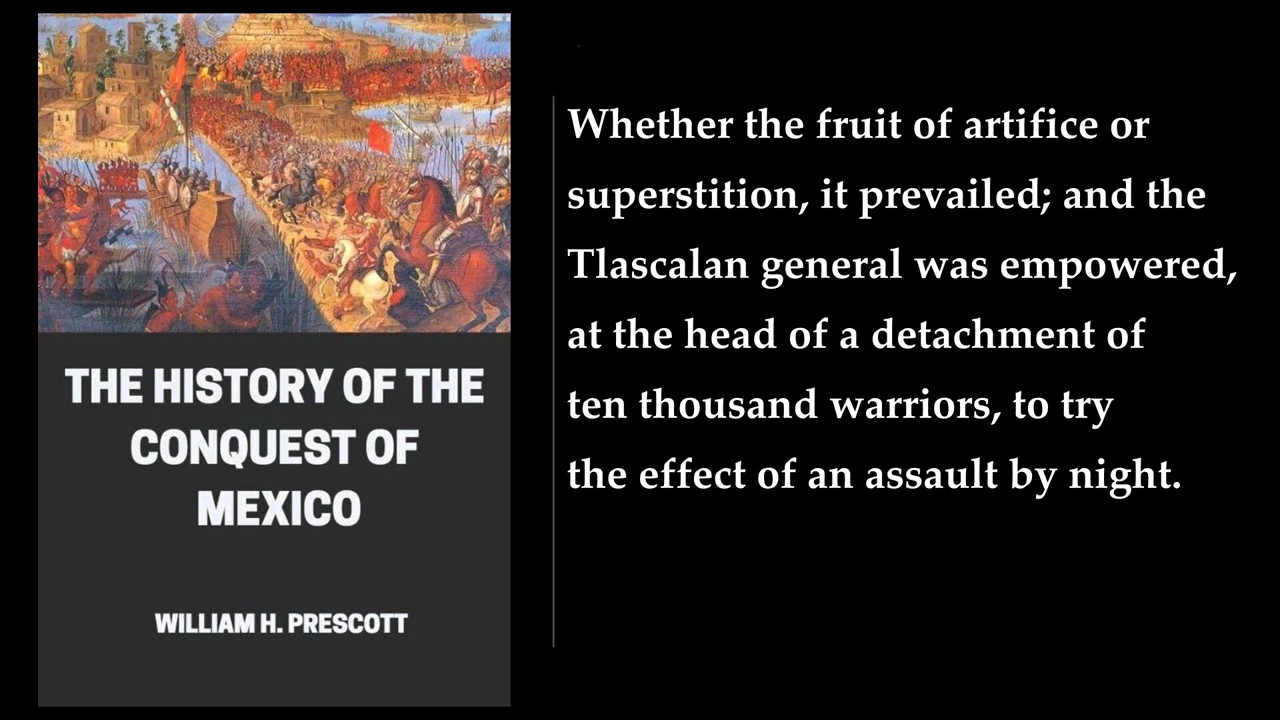 THE HISTORY OF THE
CONQUEST OF
MEXICO
WILLIAM H. PRESCOTT
Whether the fruit of artifice or
superstition, it prevailed; and the
Tlascalan general was empowered,
at the head of a detachment of
ten thousand warriors, to try
the effect of an assault by night.